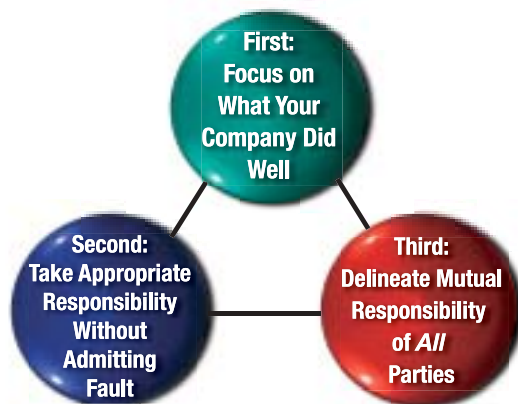 First:
Focus on
What Your
Company Did
Well
Second:
Take Appropriate
Responsibility
Without
Admitting
Fault
Third:
Delineate Mutual
Responsibility
of All
Parties